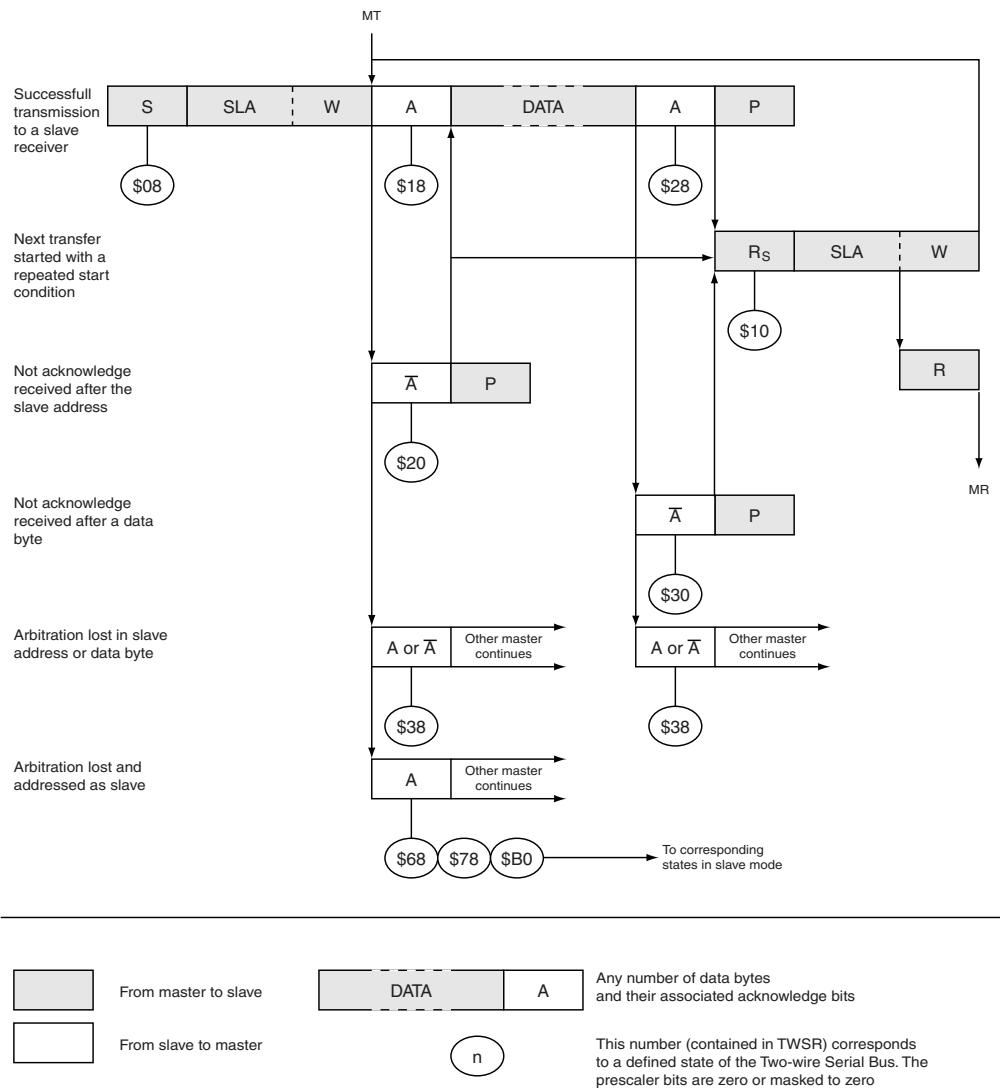 MT
Successfull
transmission
to a slave
receiver
S SLA W A DATA A P
$08 $18 $28
Next transfer
started with a
repeated start
condition
RS SLA W
$10
Not acknowledge
received after the
slave address
A̅ P
R
$20
MR
Not acknowledge
received after a data
byte
A̅ P
$30
Arbitration lost in slave
address or data byte
A or A̅
Other master
continues
A or A̅
Other master
continues
$38 $38
Arbitration lost and
addressed as slave
A
Other master
continues
$68 $78 $B0
To corresponding
states in slave mode
From master to slave
DATA A
Any number of data bytes
and their associated acknowledge bits
From slave to master
n
This number (contained in TWSR) corresponds
to a defined state of the Two-wire Serial Bus. The
prescaler bits are zero or masked to zero